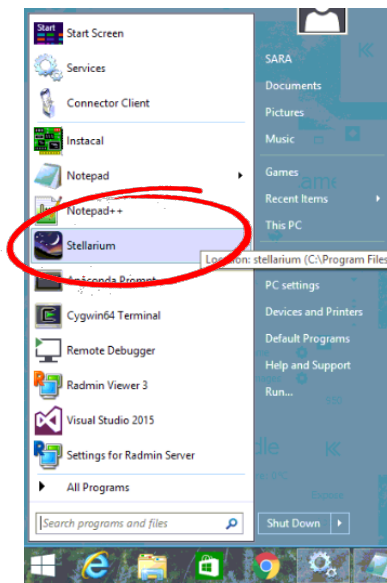 Start
Start Screen
Services
Connector Client
Instacal
Notepad
Notepad++
Stellarium
Anaconda Prompt
Cygwin64 Terminal
Remote Debugger
Radmin Viewer 3
Visual Studio 2015
Settings for Radmin Server
All Programs
Search programs and files
SARA
Documents
Pictures
Music
Games
Recent Items
This PC
Location: stellarium (C:\Program Files
PC settings
Devices and Printers
Default Programs
Help and Support
Run...
Shut Down